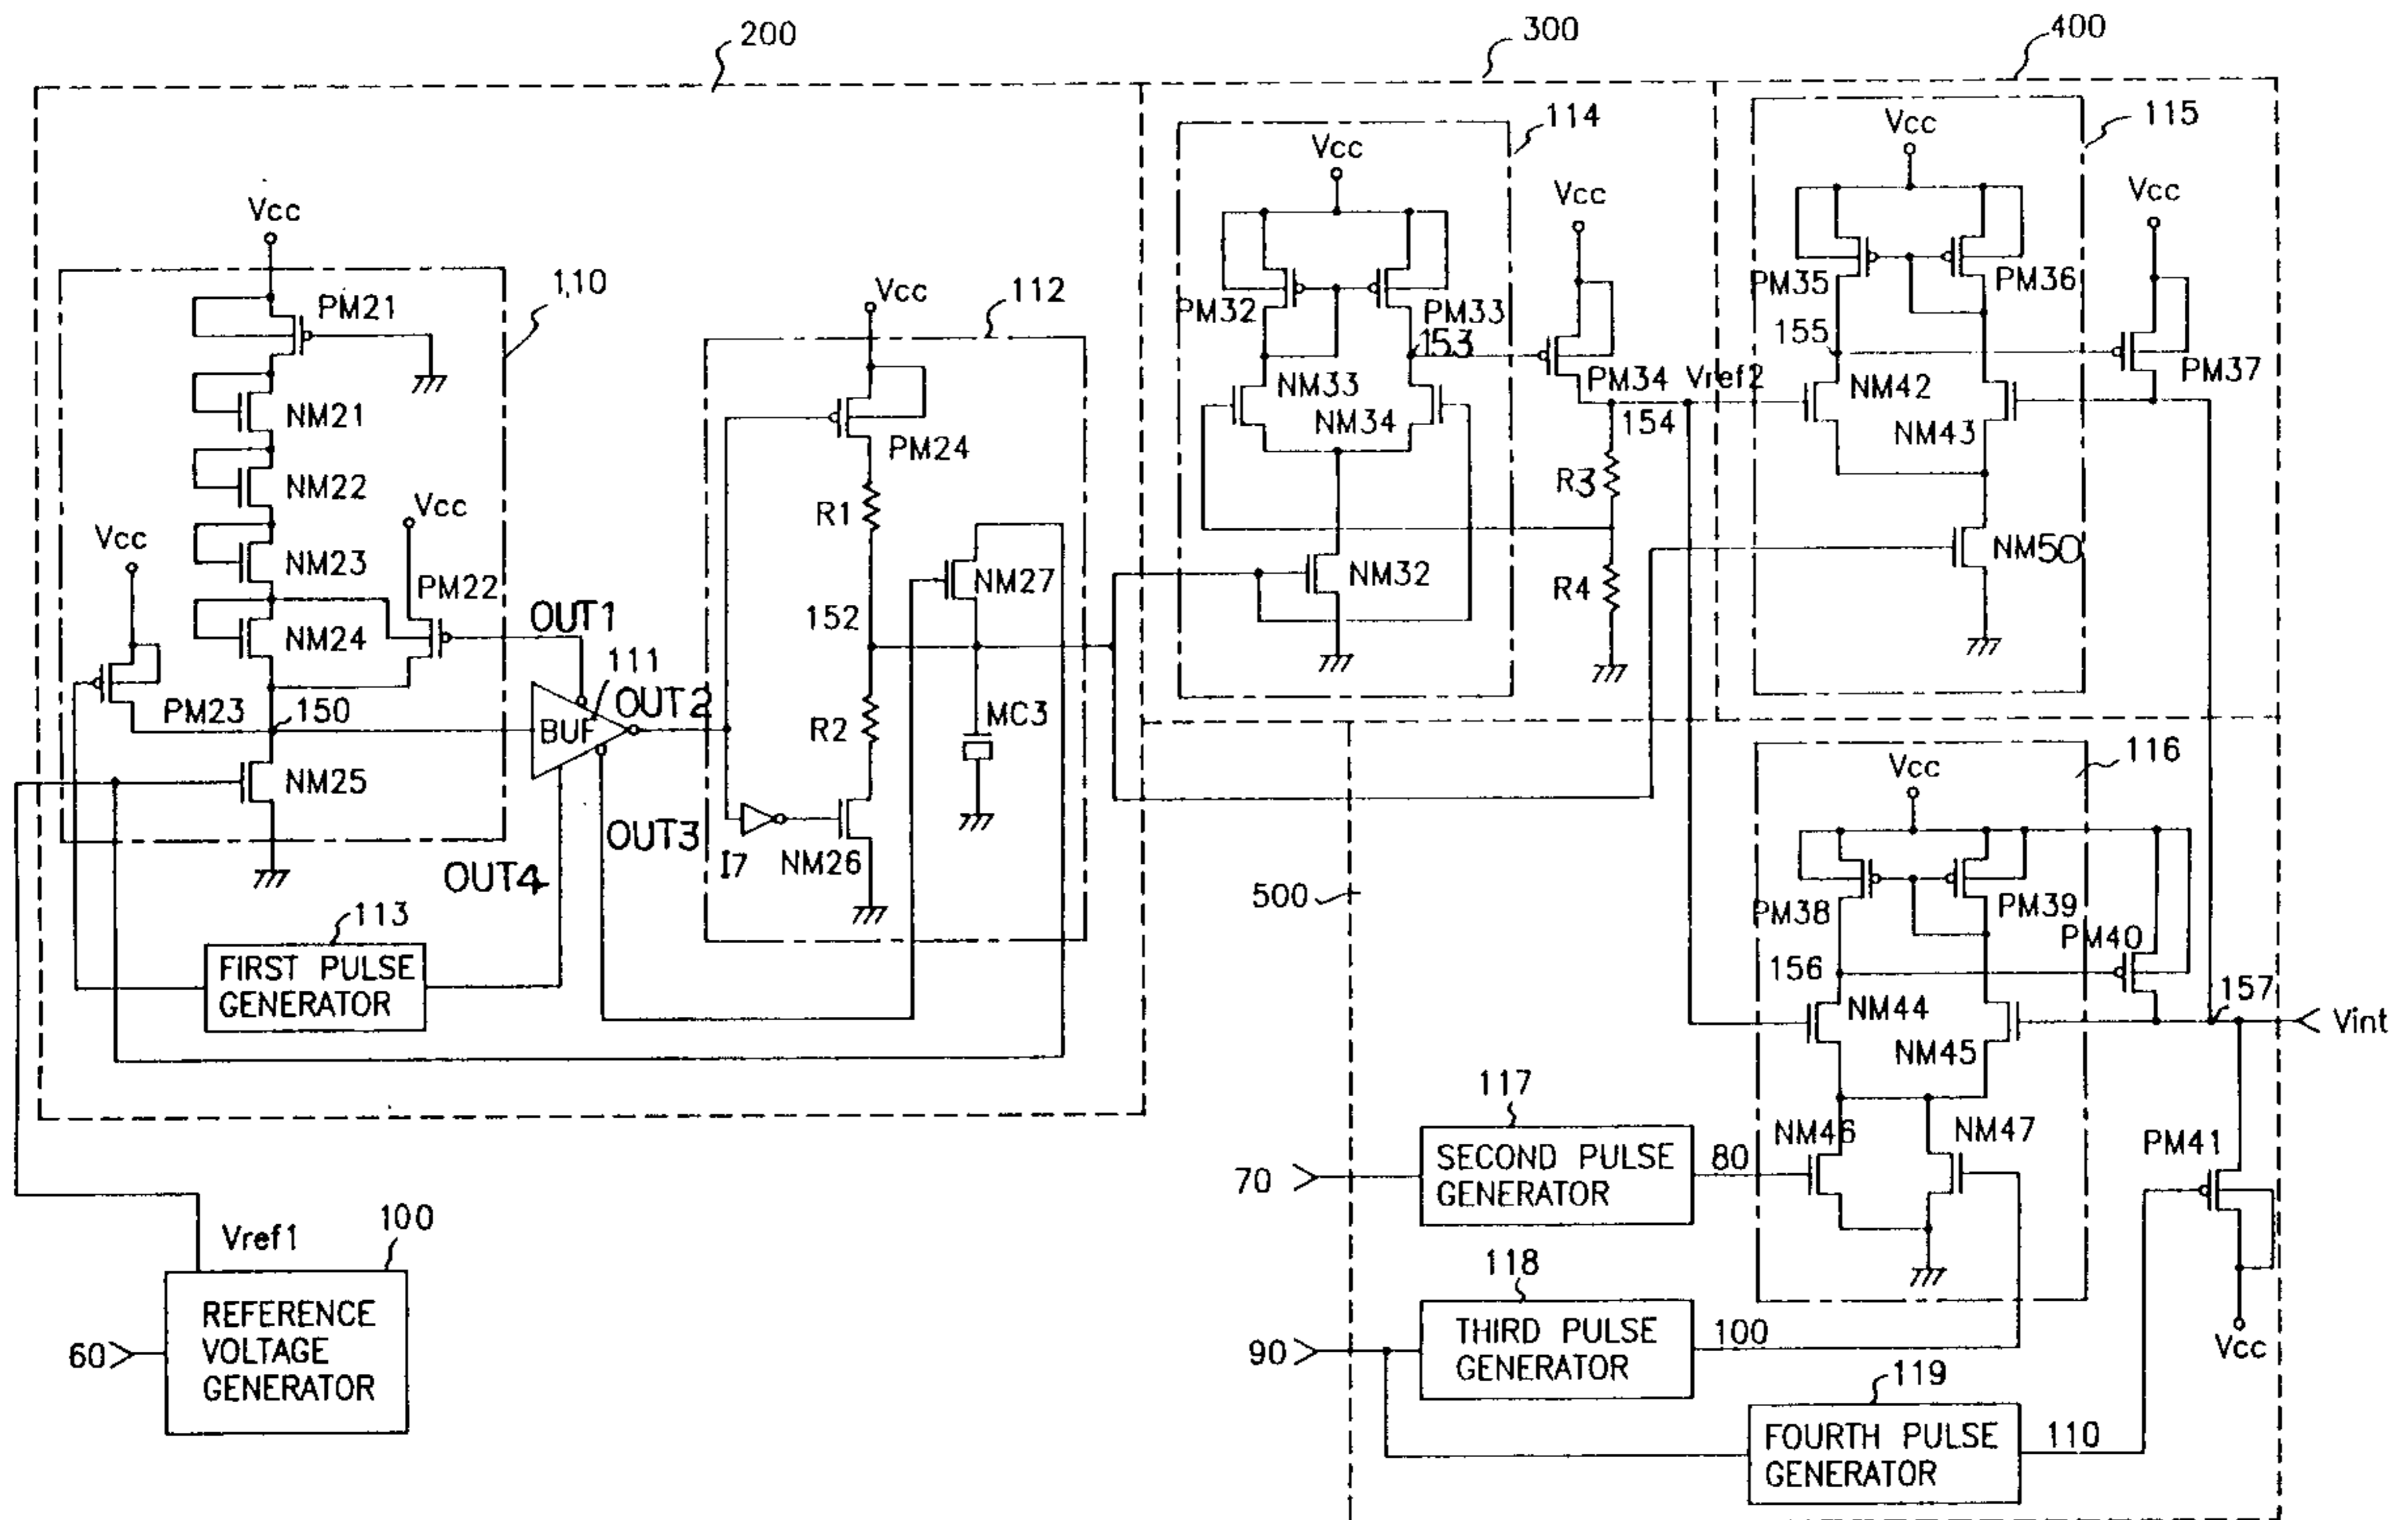 200
300
400
Vcc
PM21
110
NM21
NM22
NM23
NM24
Vcc
PM22
Vcc
PM23
150
NM25
OUT1
111
BUF
OUT2
OUT3
OUT4
113
FIRST PULSE
GENERATOR
Vcc
112
PM24
R1
152
NM27
R2
MC3
I7
NM26
114
Vcc
PM32
PM33
153
NM33
NM34
NM32
Vcc
PM34
Vref2
154
R3
R4
115
Vcc
PM35
PM36
155
NM42
NM43
NM50
Vcc
PM37
500
116
Vcc
PM38
PM39
PM40
156
NM44
NM45
157
Vint
NM46
NM47
PM41
Vcc
117
70
SECOND PULSE
GENERATOR
80
118
90
THIRD PULSE
GENERATOR
100
119
FOURTH PULSE
GENERATOR
110
Vref1
100
60
REFERENCE
VOLTAGE
GENERATOR